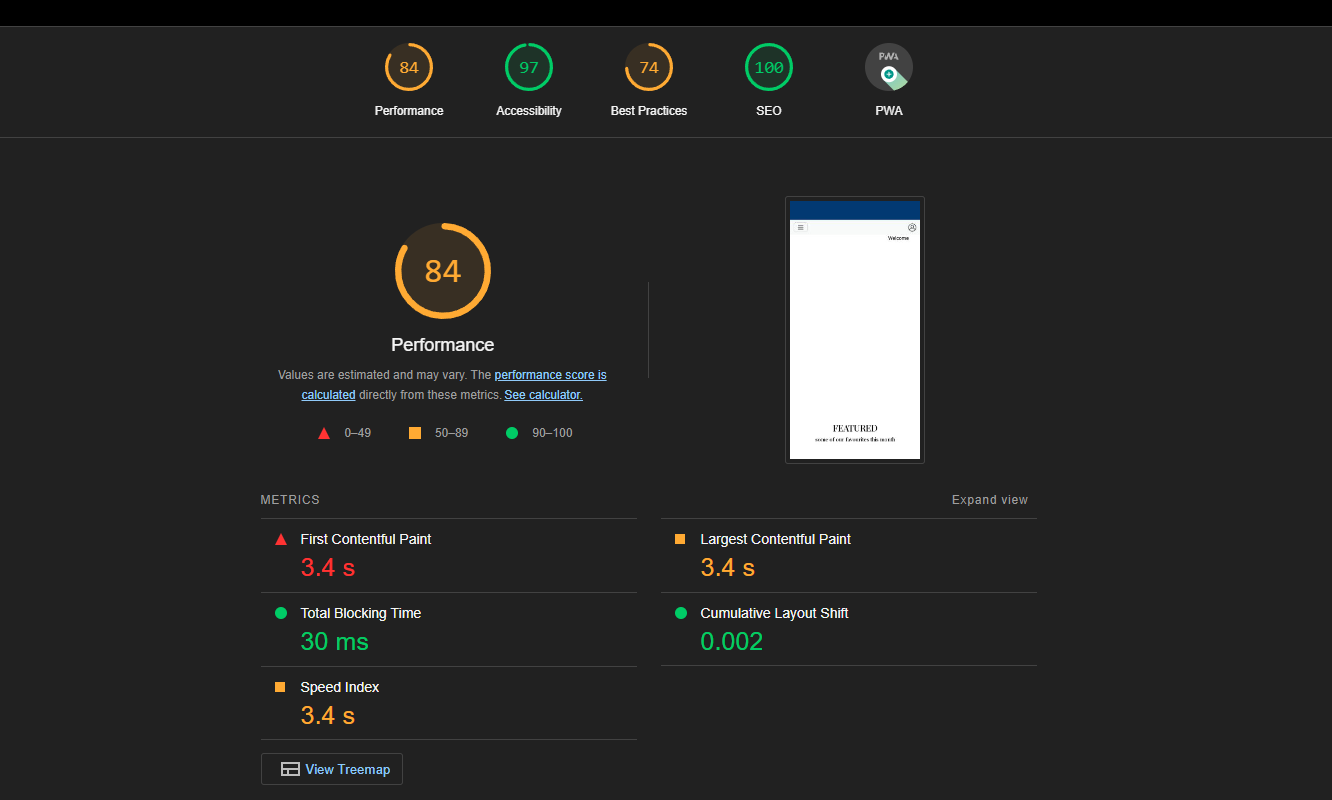 84
97
74
100
PWA
Performance
Accessibility
Best Practices
SEO
PWA
84
Performance
Values are estimated and may vary. The performance score is
calculated directly from these metrics. See calculator.
0–49
50–89
90–100
Welcome
FEATURED
some of our favourites this month
METRICS
Expand view
First Contentful Paint
3.4 s
Largest Contentful Paint
3.4 s
Total Blocking Time
30 ms
Cumulative Layout Shift
0.002
Speed Index
3.4 s
View Treemap